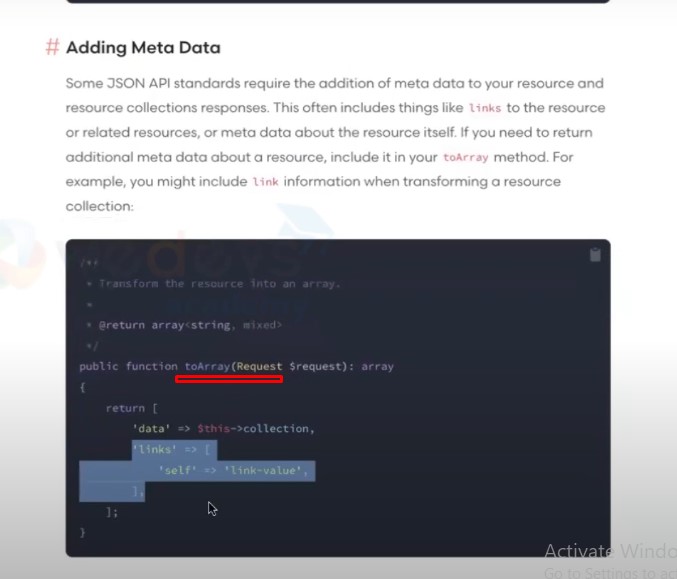 # Adding Meta Data
Some JSON API standards require the addition of meta data to your resource and
resource collections responses. This often includes things like links to the resource
or related resources, or meta data about the resource itself. If you need to return
additional meta data about a resource, include it in your toArray method. For
example, you might include link information when transforming a resource
collection:
/**
* Transform the resource into an array.
*
* @return array<string, mixed>
*/
public function toArray(Request $request): array
{
return [
'data' => $this->collection,
'links' => [
'self' => 'link-value',
],
];
}
Activate Windo
Go to Settings to ac